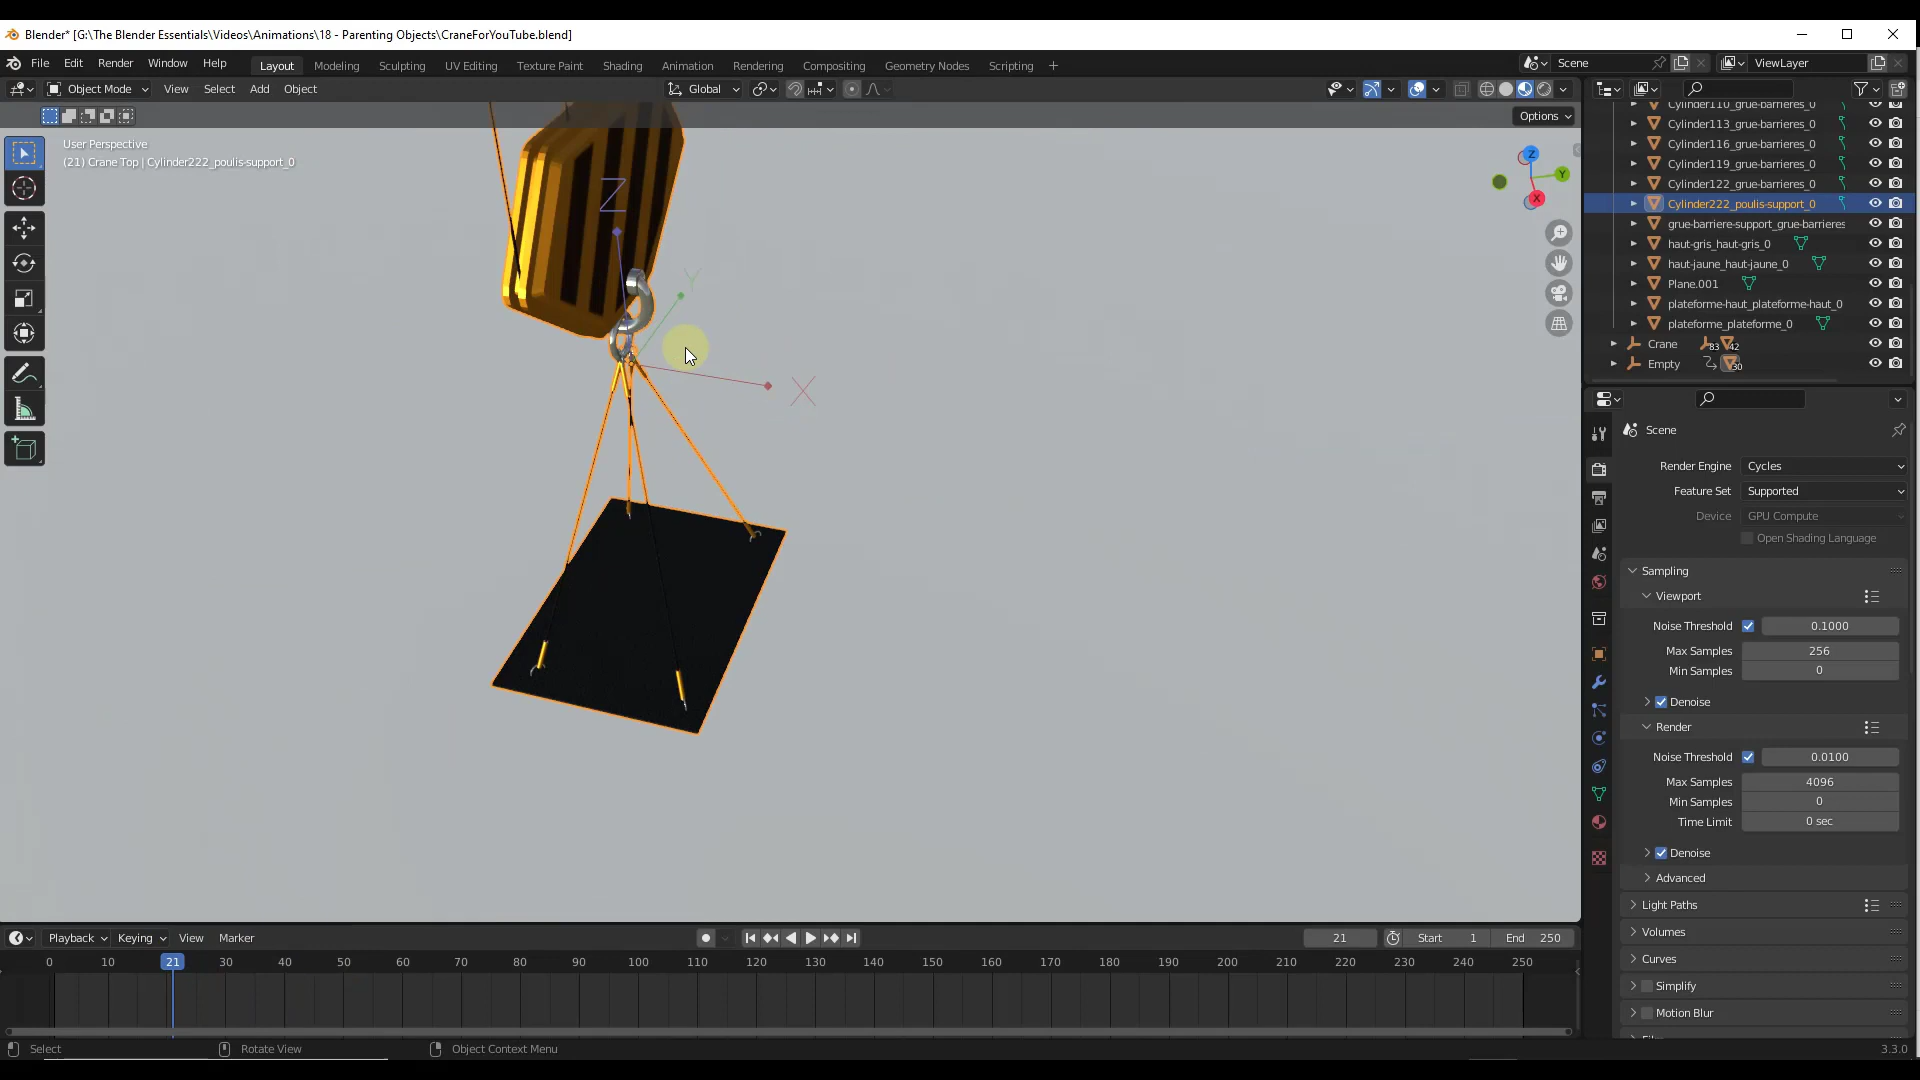 Blender* [G:\The Blender Essentials\Videos\Animations\18 - Parenting Objects\CraneForYouTube.blend]
File Edit Render Window Help Layout Modeling Sculpting UV Editing Texture Paint Shading Animation Rendering Compositing Geometry Nodes Scripting + Scene ViewLayer
Object Mode View Select Add Object Global
Options
User Perspective
(21) Crane Top | Cylinder222_poulis-support_0
Z
Y
X
Z
Y
X
Cylinder110_grue-barrieres_0
Cylinder113_grue-barrieres_0
Cylinder116_grue-barrieres_0
Cylinder119_grue-barrieres_0
Cylinder122_grue-barrieres_0
Cylinder222_poulis-support_0
grue-barriere-support_grue-barrieres
haut-gris_haut-gris_0
haut-jaune_haut-jaune_0
Plane.001
plateforme-haut_plateforme-haut_0
plateforme_plateforme_0
Crane 83 42
Empty 30
Scene
Render Engine Cycles
Feature Set Supported
Device GPU Compute
Open Shading Language
Sampling
Viewport
Noise Threshold 0.1000
Max Samples 256
Min Samples 0
Denoise
Render
Noise Threshold 0.0100
Max Samples 4096
Min Samples 0
Time Limit 0 sec
Denoise
Advanced
Light Paths
Volumes
Curves
Simplify
Motion Blur
Playback Keying View Marker 21 Start 1 End 250
0 10 21 30 40 50 60 70 80 90 100 110 120 130 140 150 160 170 180 190 200 210 220 230 240 250
Select Rotate View Object Context Menu 3.3.0